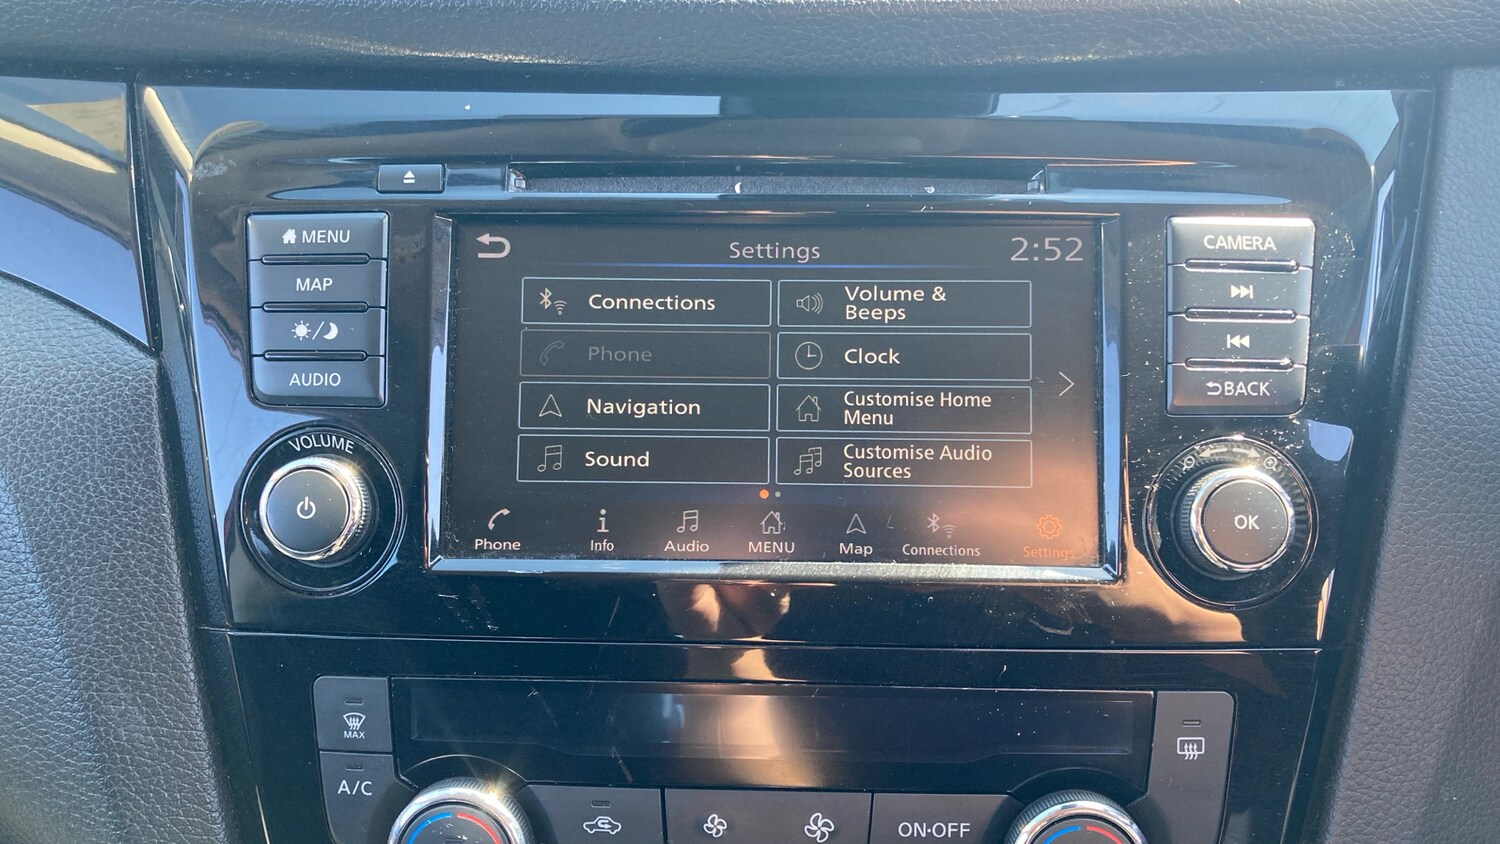 MENU
MAP
AUDIO
VOLUME
Settings
2:52
Connections
Volume &
Beeps
Phone
Clock
Navigation
Customise Home
Menu
Sound
Customise Audio
Sources
Phone
Info
Audio
MENU
Map
Connections
Settings
CAMERA
BACK
OK
MAX
A/C
ON·OFF